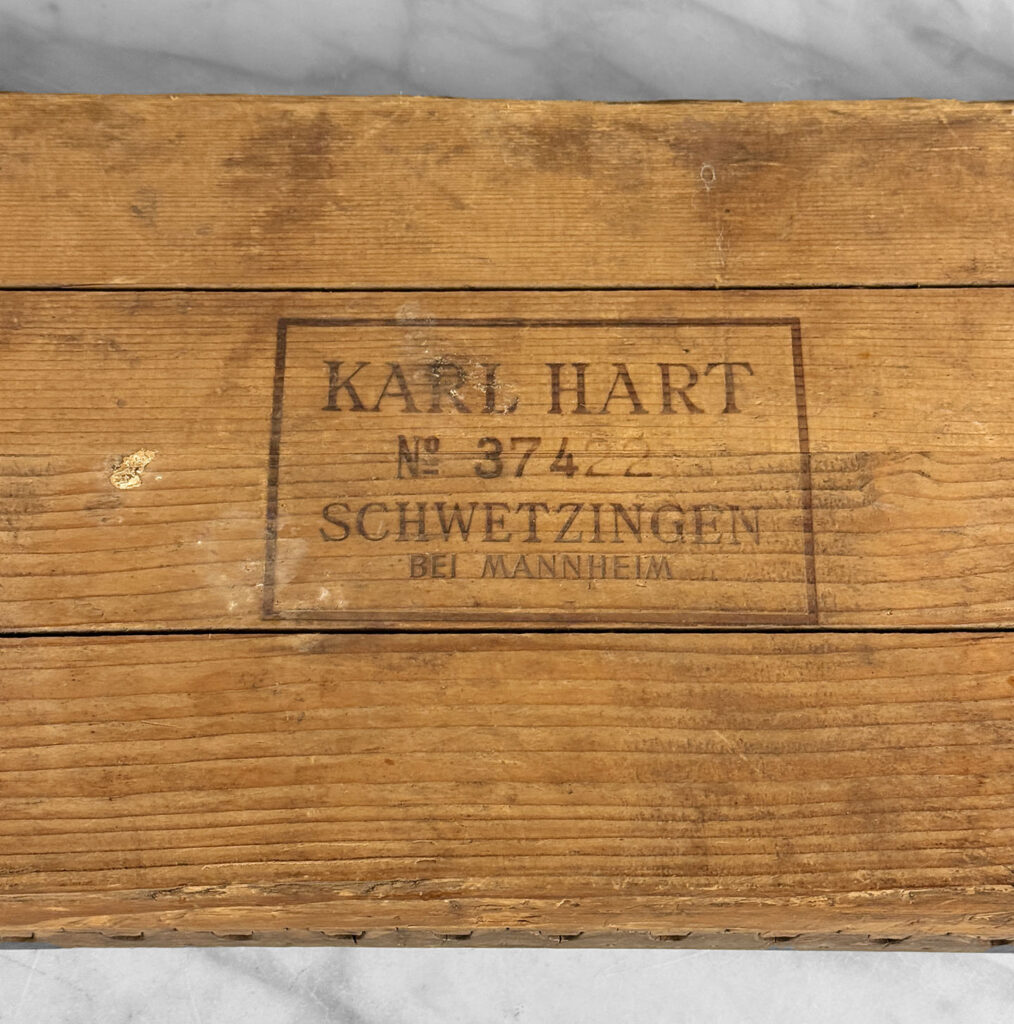 KARL HART
Nº 37422
SCHWETZINGEN
BEI MANNHEIM